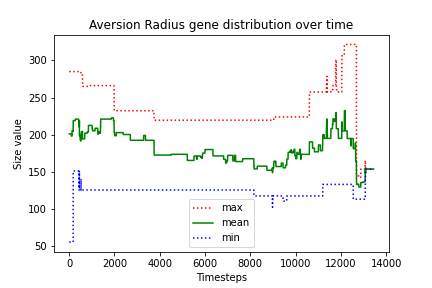 Aversion Radius gene distribution over time
Size value
300
250
200
150
100
50
max
mean
min
0
2000
4000
6000
8000
10000
12000
14000
Timesteps